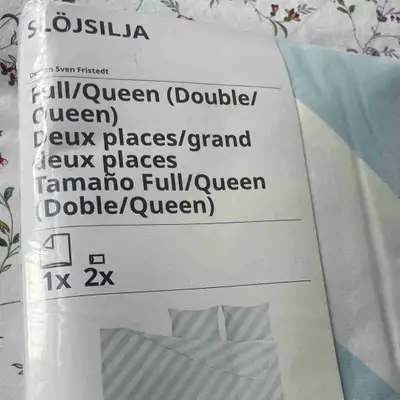 SLÖJSILJA
Design Sven Fristedt
Full/Queen (Double/
Queen)
Deux places/grand
deux places
Tamaño Full/Queen
(Doble/Queen)
1x 2x